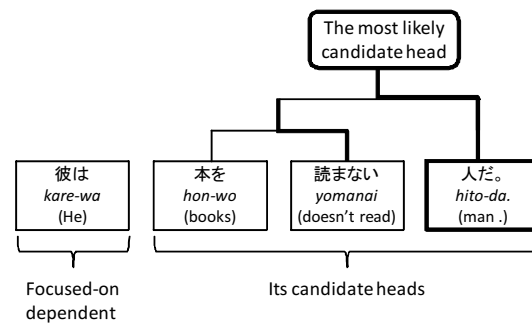 The most likely
candidate head
彼は
kare-wa
(He)
本を
hon-wo
(books)
読まない
yomanai
(doesn't read)
人だ。
hito-da.
(man .)
Focused-on
dependent
Its candidate heads